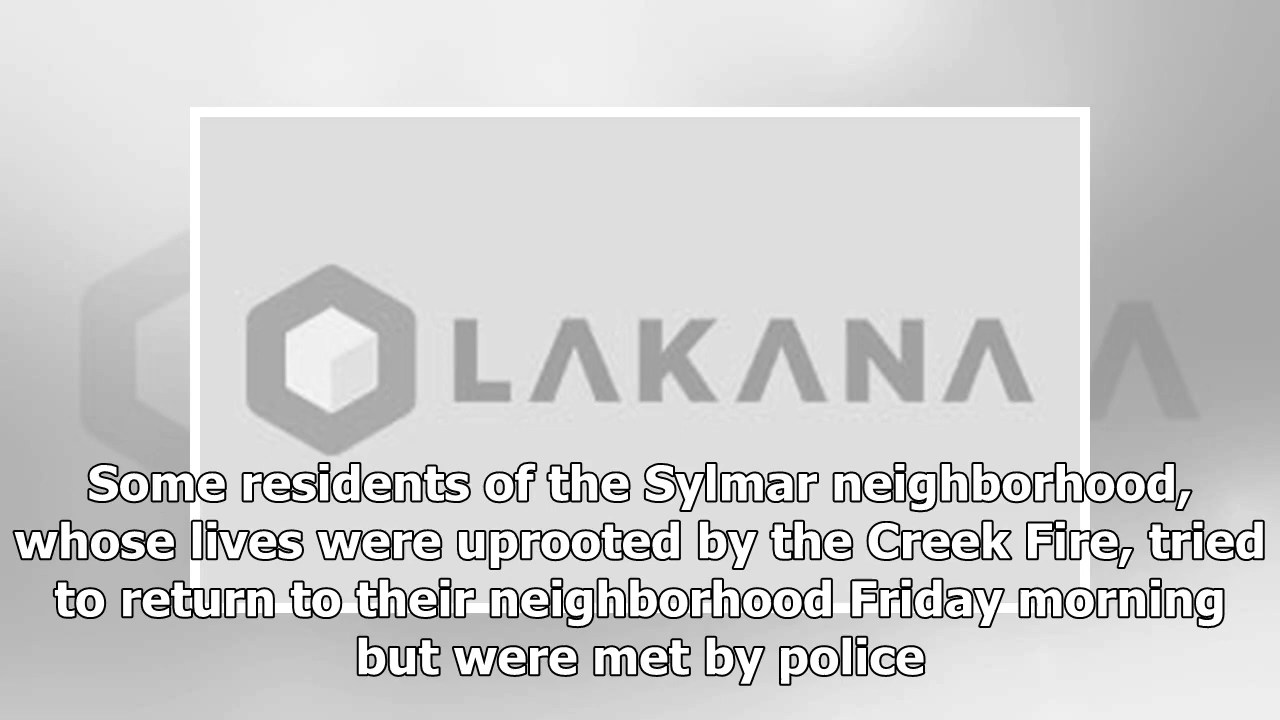 LAKANA
Some residents of the Sylmar neighborhood,
whose lives were uprooted by the Creek Fire, tried
to return to their neighborhood Friday morning
but were met by police